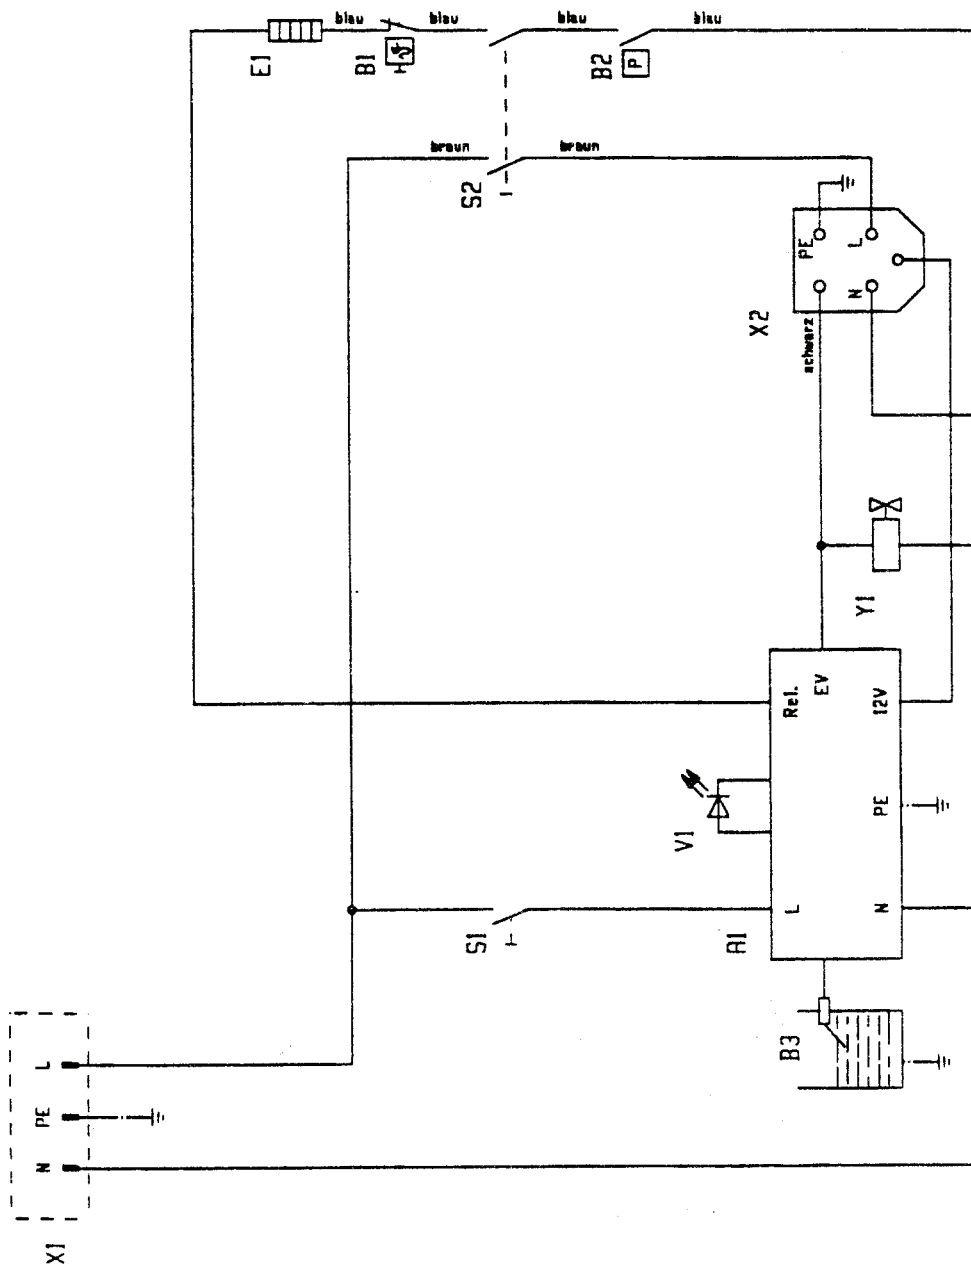 blau
blau
blau
blau
E1
B1
ϑ
B2
P
braun
braun
S2
PE
L
N
X2
schwarz
Y1
Rel.
EV
12V
V1
PE
L
N
S1
A1
B3
L
PE
N
X1